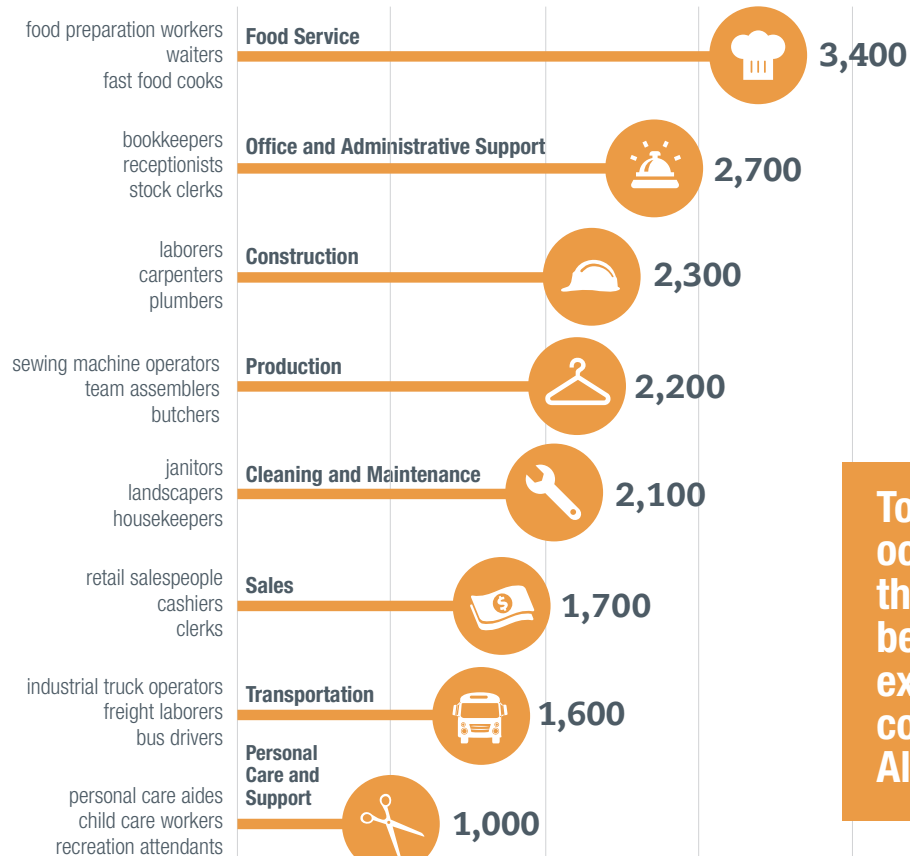 food preparation workers
waiters
fast food cooks
Food Service
3,400
bookkeepers
receptionists
stock clerks
Office and Administrative Support
2,700
laborers
carpenters
plumbers
Construction
2,300
sewing machine operators
team assemblers
butchers
Production
2,200
janitors
landscapers
housekeepers
Cleaning and Maintenance
2,100
retail salespeople
cashiers
clerks
Sales
$
1,700
industrial truck operators
freight laborers
bus drivers
Transportation
1,600
personal care aides
child care workers
recreation attendants
Personal
Care and
Support
1,000